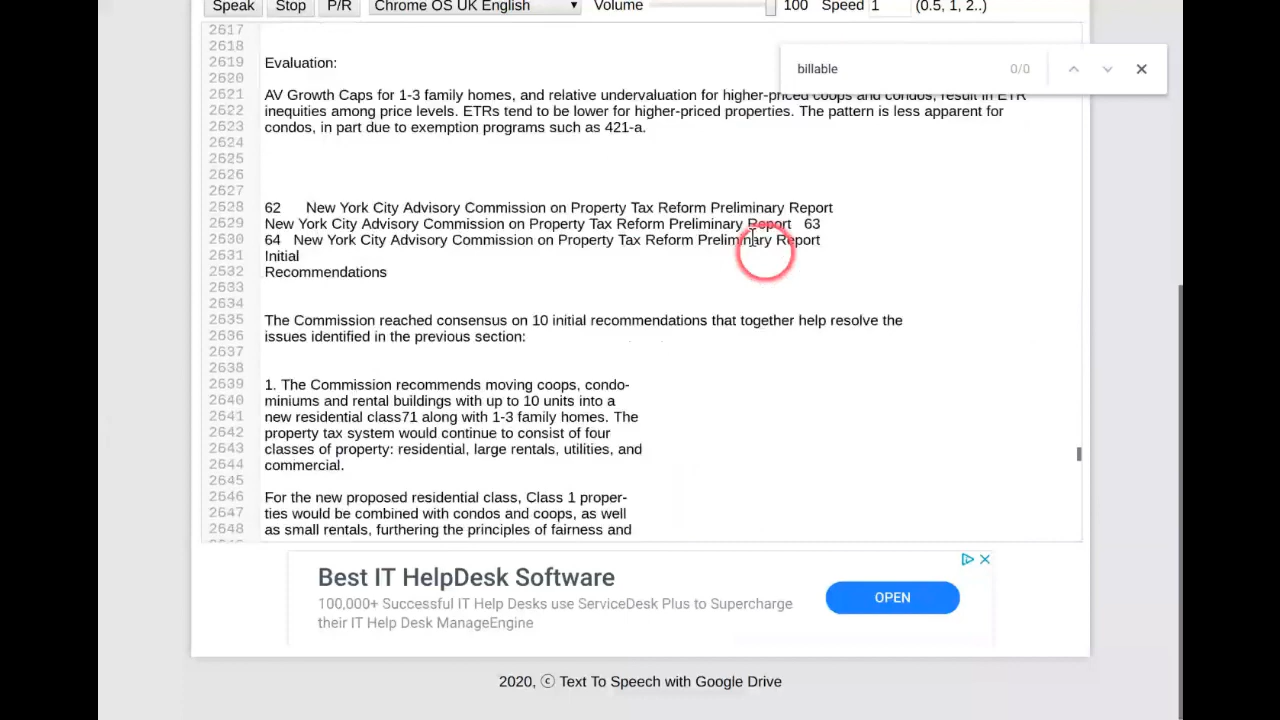 Speak Stop P/R Chrome OS UK English Volume 100 Speed 1 (0.5, 1, 2..)
billable 0/0
2617
2618
2619 Evaluation:
2620
2621 AV Growth Caps for 1-3 family homes, and relative undervaluation for higher-priced coops and condos, result in ETR
2622 inequities among price levels. ETRs tend to be lower for higher-priced properties. The pattern is less apparent for
2623 condos, in part due to exemption programs such as 421-a.
2624
2625
2626
2627
2528 62 New York City Advisory Commission on Property Tax Reform Preliminary Report
2529 New York City Advisory Commission on Property Tax Reform Preliminary Report 63
2530 64 New York City Advisory Commission on Property Tax Reform Preliminary Report
2631 Initial
2532 Recommendations
2533
2534
2635 The Commission reached consensus on 10 initial recommendations that together help resolve the
2636 issues identified in the previous section:
2637
2638
2639 1. The Commission recommends moving coops, condo-
2640 miniums and rental buildings with up to 10 units into a
2641 new residential class71 along with 1-3 family homes. The
2642 property tax system would continue to consist of four
2643 classes of property: residential, large rentals, utilities, and
2644 commercial.
2645
2646 For the new proposed residential class, Class 1 proper-
2647 ties would be combined with condos and coops, as well
2648 as small rentals, furthering the principles of fairness and
Best IT HelpDesk Software
100,000+ Successful IT Help Desks use ServiceDesk Plus to Supercharge
their IT Help Desk ManageEngine
OPEN
2020, ⓒ Text To Speech with Google Drive